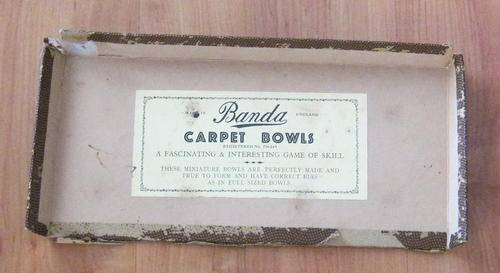 Banda
ENGLAND
CARPET BOWLS
REGISTERED No.
A FASCINATING & INTERESTING GAME OF SKILL
THESE MINIATURE BOWLS ARE PERFECTLY MADE AND
TRUE TO FORM AND HAVE CORRECT BIAS
AS IN FULL SIZED BOWLS